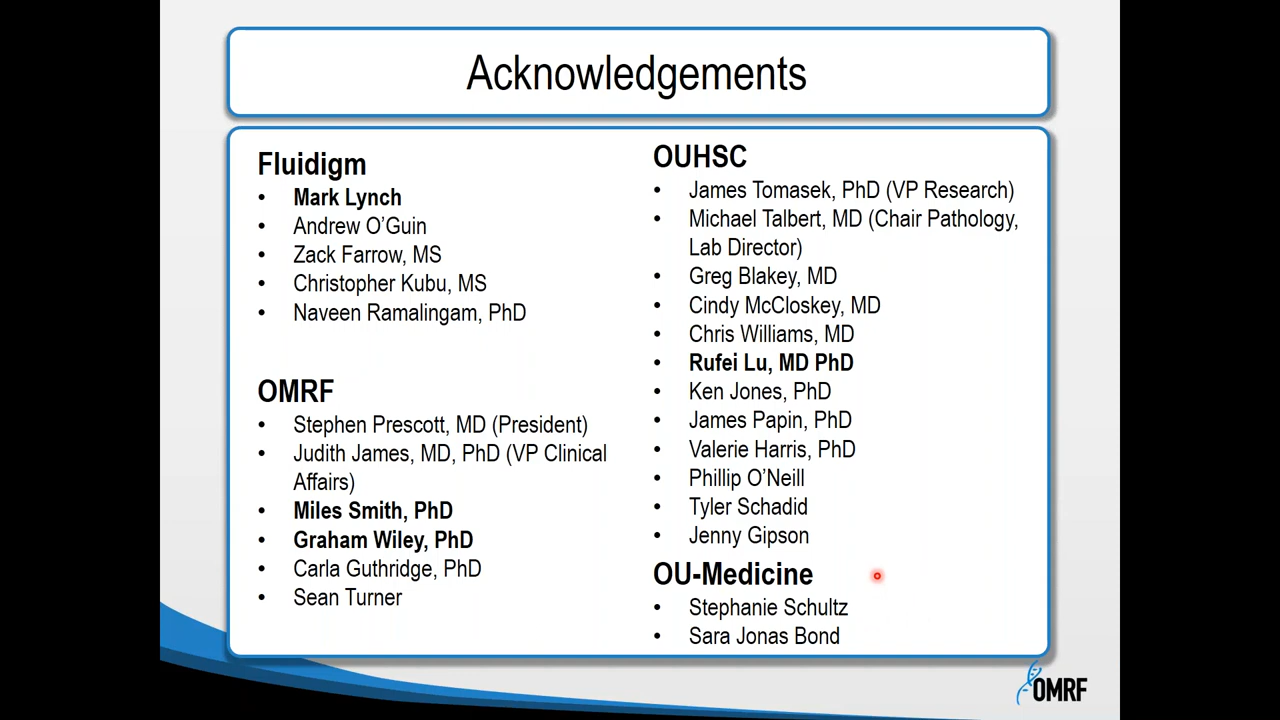 Acknowledgements
Fluidigm
• Mark Lynch
• Andrew O’Guin
• Zack Farrow, MS
• Christopher Kubu, MS
• Naveen Ramalingam, PhD
OMRF
• Stephen Prescott, MD (President)
• Judith James, MD, PhD (VP Clinical
Affairs)
• Miles Smith, PhD
• Graham Wiley, PhD
• Carla Guthridge, PhD
• Sean Turner
OUHSC
• James Tomasek, PhD (VP Research)
• Michael Talbert, MD (Chair Pathology,
Lab Director)
• Greg Blakey, MD
• Cindy McCloskey, MD
• Chris Williams, MD
• Rufei Lu, MD PhD
• Ken Jones, PhD
• James Papin, PhD
• Valerie Harris, PhD
• Phillip O’Neill
• Tyler Schadid
• Jenny Gipson
OU-Medicine
• Stephanie Schultz
• Sara Jonas Bond
OMRF